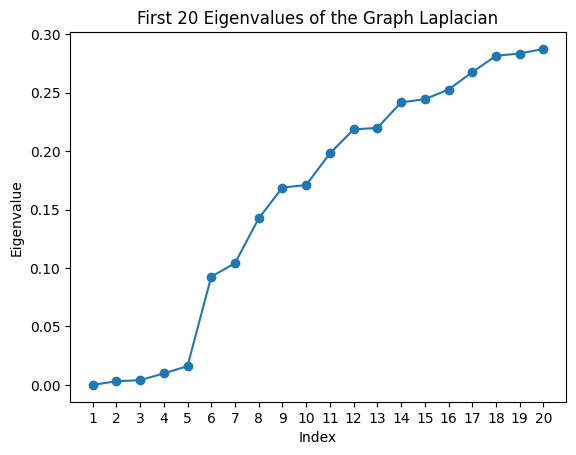 First 20 Eigenvalues of the Graph Laplacian
0.30
0.25
0.20
0.15
0.10
0.05
0.00
Eigenvalue
1 2 3 4 5 6 7 8 9 10 11 12 13 14 15 16 17 18 19 20
Index